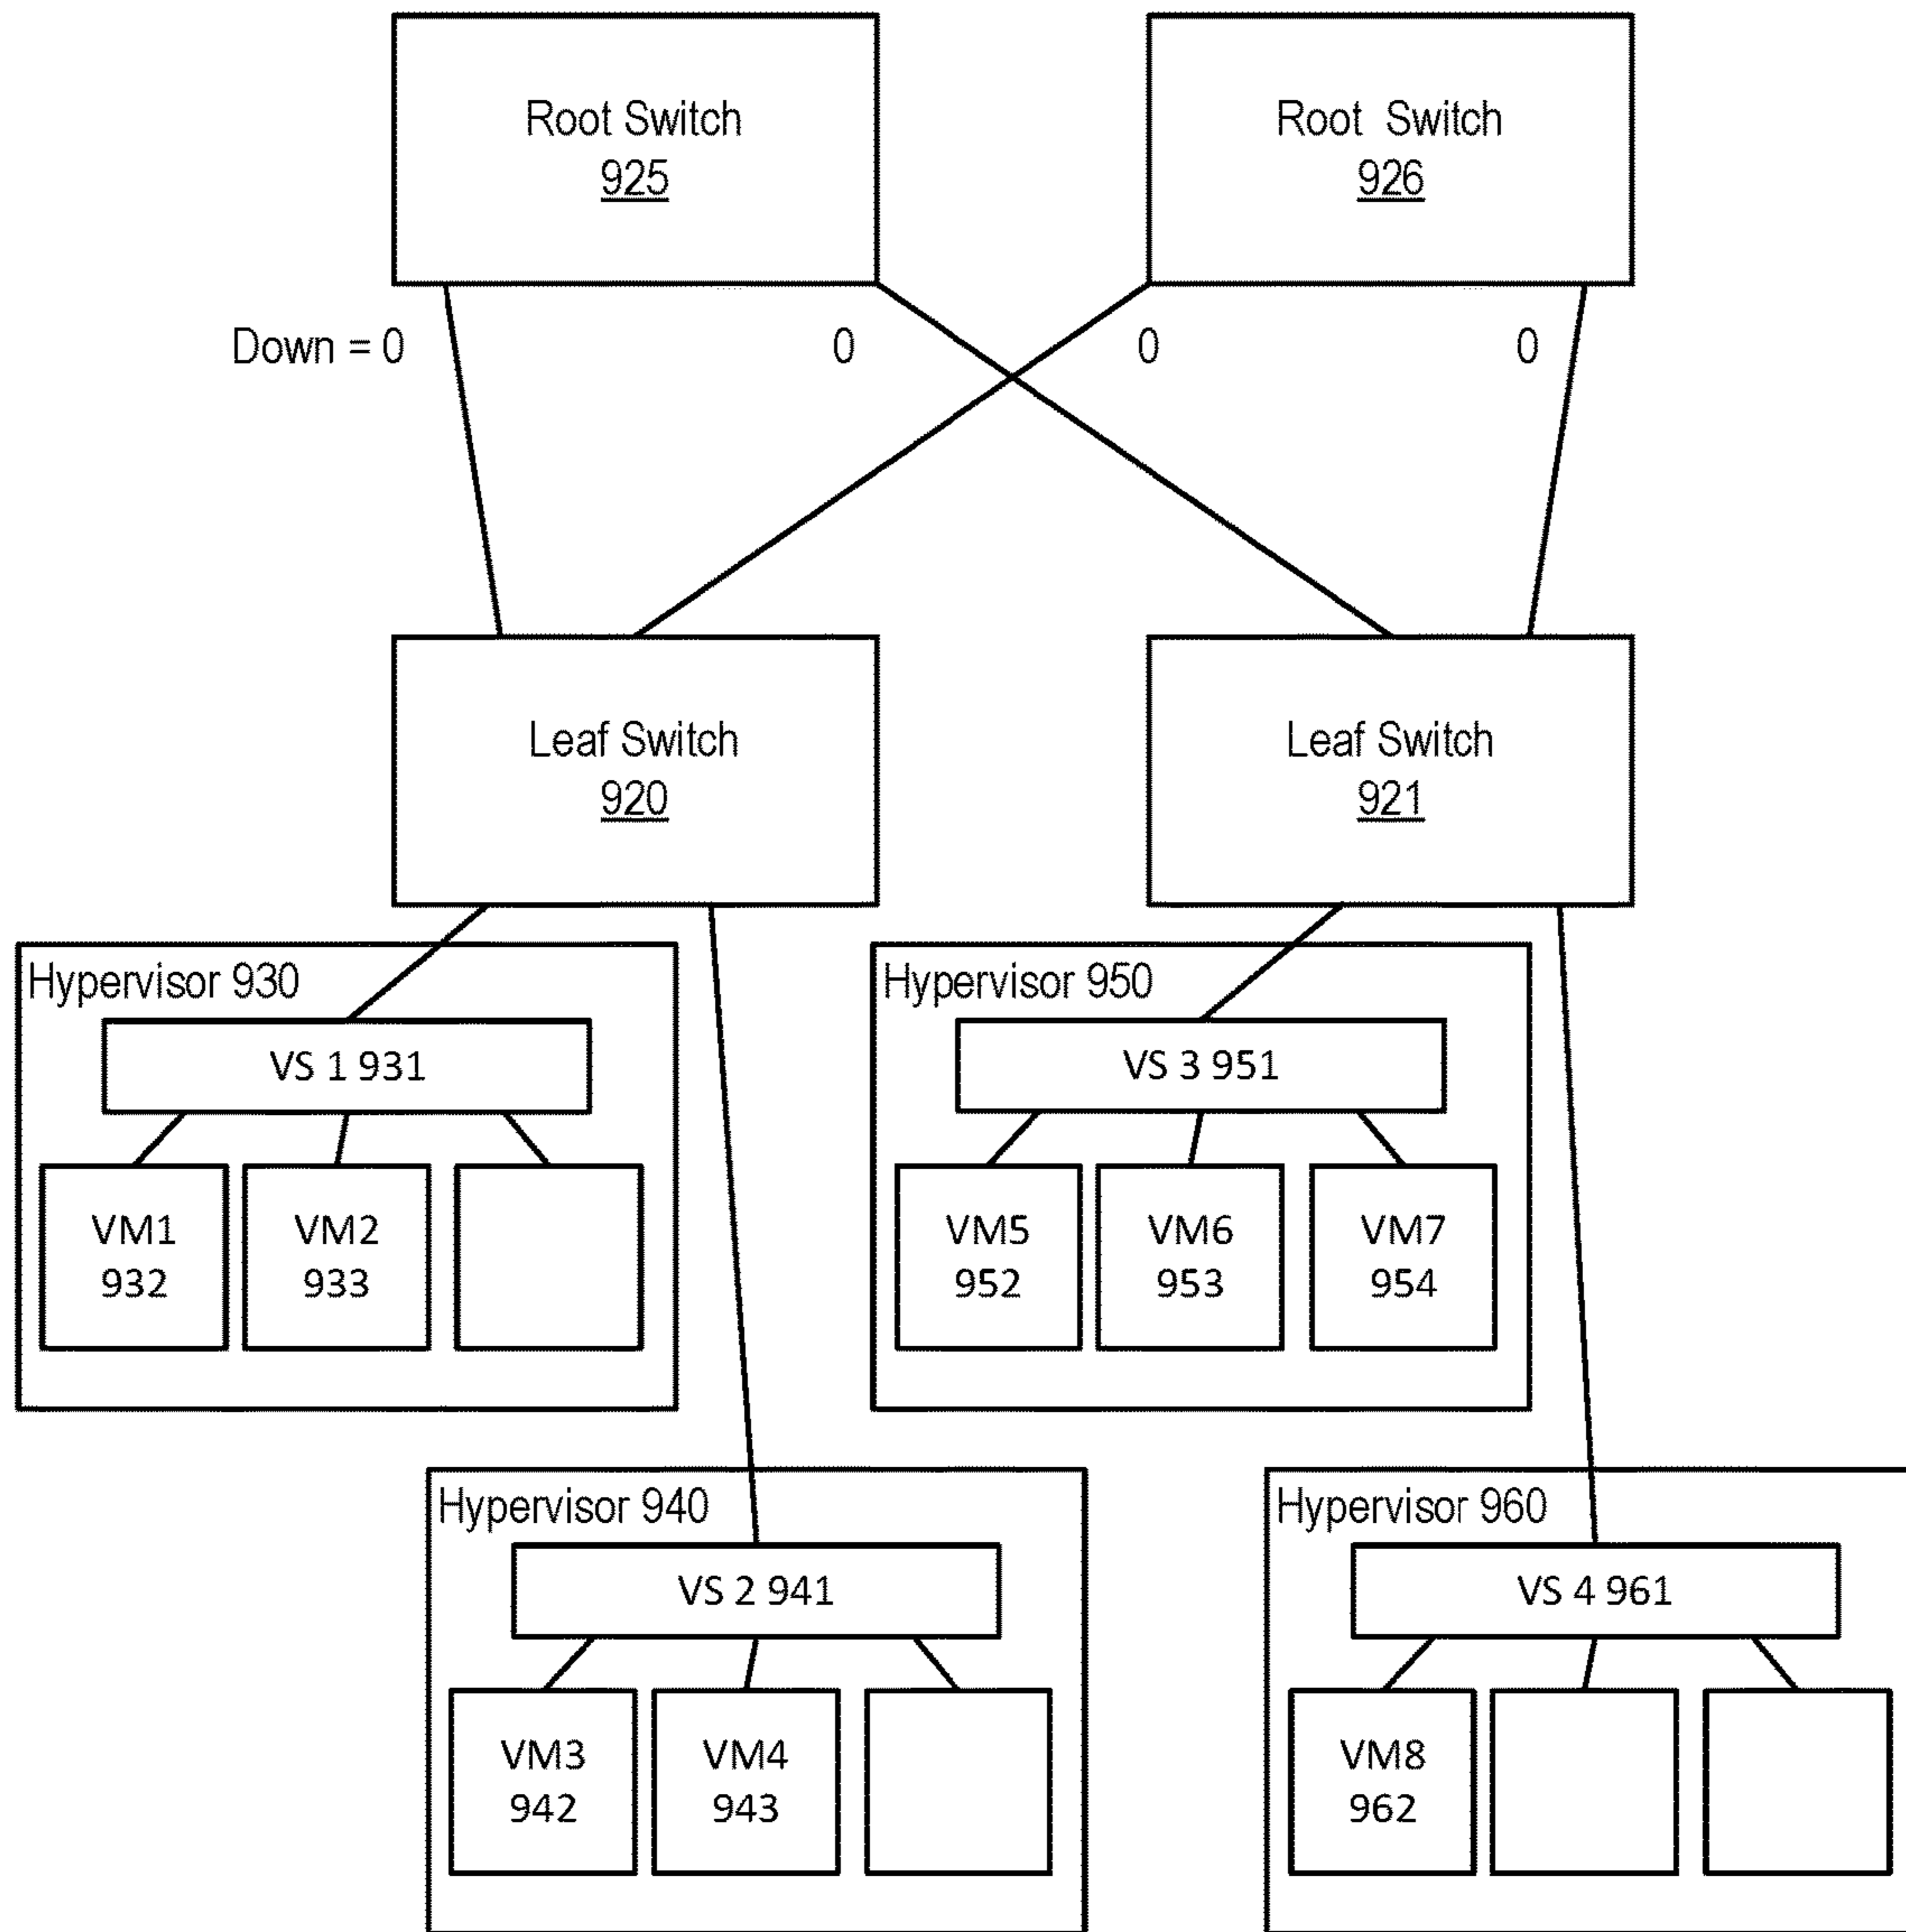 Root Switch
925
Root Switch
926
Down = 0
0
0
0
Leaf Switch
920
Leaf Switch
921
Hypervisor 930
VS 1 931
VM1
932
VM2
933
Hypervisor 950
VS 3 951
VM5
952
VM6
953
VM7
954
Hypervisor 940
VS 2 941
VM3
942
VM4
943
Hypervisor 960
VS 4 961
VM8
962